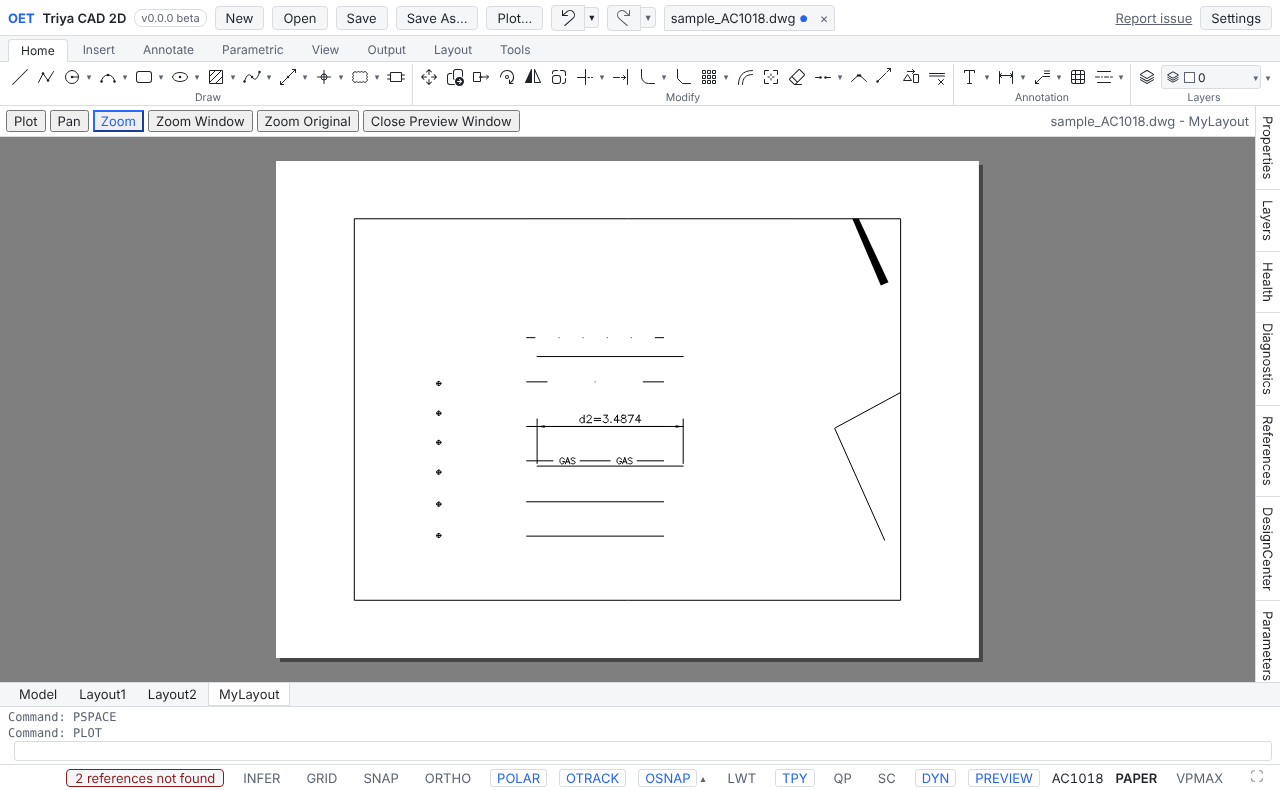 OET Triya CAD 2D v0.0.0 beta New Open Save Save As... Plot... sample_AC1018.dwg × Report issue Settings
Home Insert Annotate Parametric View Output Layout Tools
0
Draw Modify Annotation Layers
Plot Pan Zoom Zoom Window Zoom Original Close Preview Window sample_AC1018.dwg - MyLayout
Properties
Layers
Health
Diagnostics
References
DesignCenter
Parameters
d2=3.4874
GAS GAS
Model Layout1 Layout2 MyLayout
Command: PSPACE
Command: PLOT
2 references not found INFER GRID SNAP ORTHO POLAR OTRACK OSNAP LWT TPY QP SC DYN PREVIEW AC1018 PAPER VPMAX